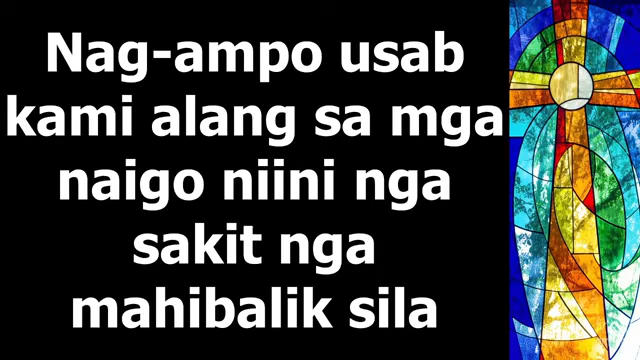 Nag-ampo usab
kami alang sa mga
naigo niini nga
sakit nga
mahibalik sila